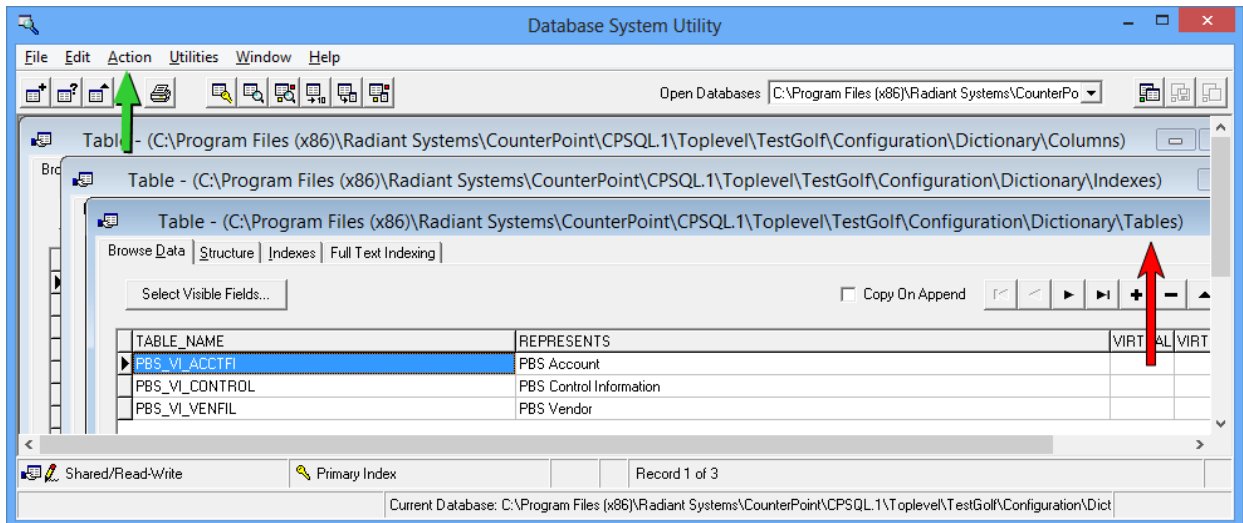 Database System Utility
File Edit Action Utilities Window Help
Open Databases C:\Program Files (x86)\Radiant Systems\CounterPo
Table - (C:\Program Files (x86)\Radiant Systems\CounterPoint\CPSQL.1\Toplevel\TestGolf\Configuration\Dictionary\Columns)
Table - (C:\Program Files (x86)\Radiant Systems\CounterPoint\CPSQL.1\Toplevel\TestGolf\Configuration\Dictionary\Indexes)
Table - (C:\Program Files (x86)\Radiant Systems\CounterPoint\CPSQL.1\Toplevel\TestGolf\Configuration\Dictionary\Tables)
Browse Data Structure Indexes Full Text Indexing
Select Visible Fields... Copy On Append
TABLE_NAME REPRESENTS VIRT AL VIRT
PBS_VI_ACCTFI PBS Account
PBS_VI_CONTROL PBS Control Information
PBS_VI_VENFIL PBS Vendor
Shared/Read-Write Primary Index Record 1 of 3
Current Database: C:\Program Files (x86)\Radiant Systems\CounterPoint\CPSQL.1\Toplevel\TestGolf\Configuration\Dict